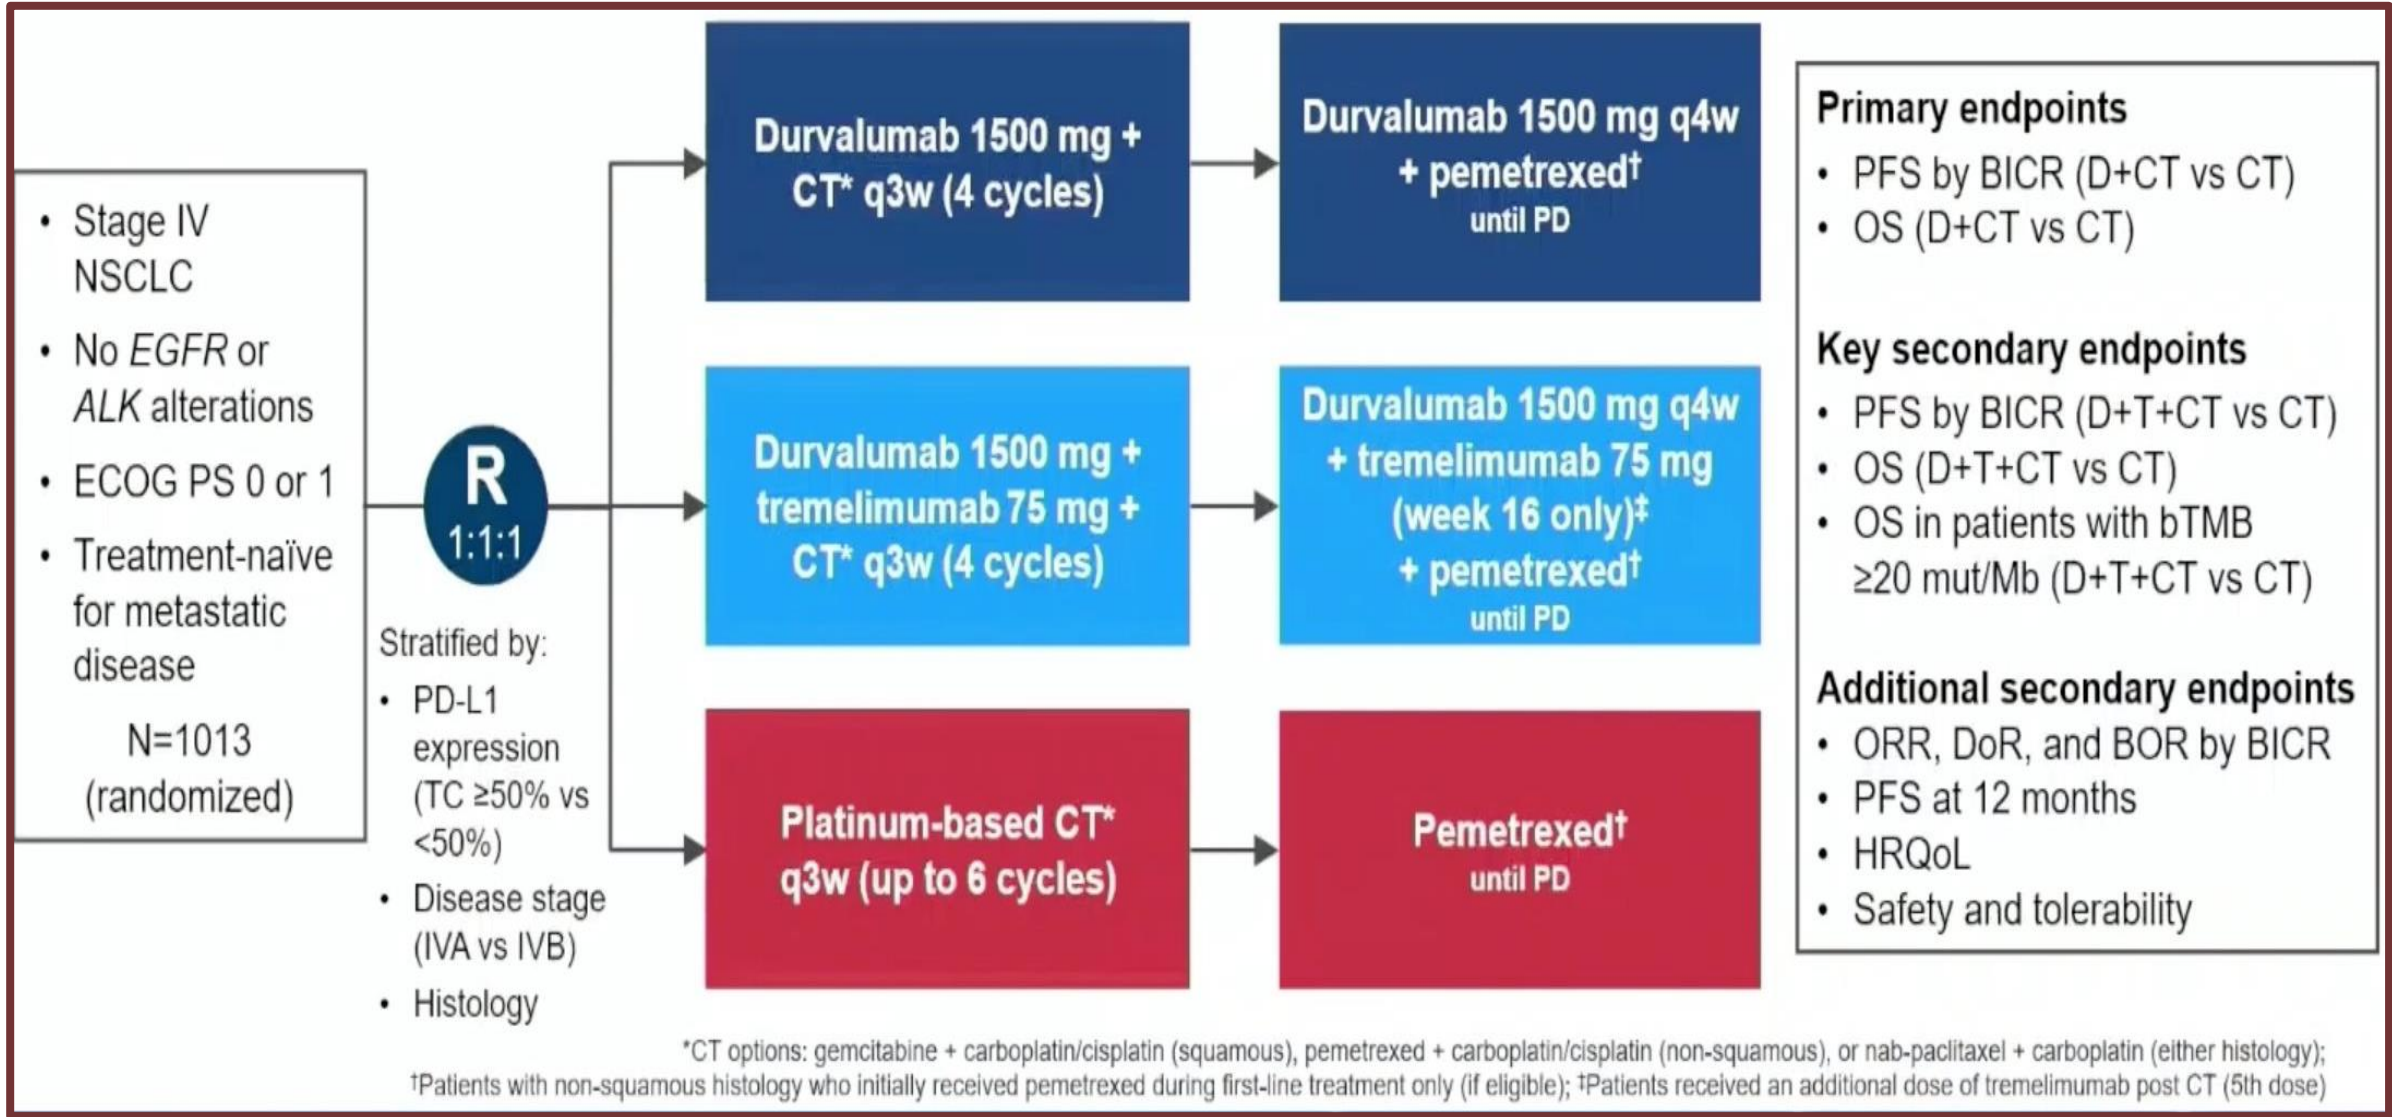 • Stage IV
NSCLC
• No EGFR or
ALK alterations
• ECOG PS 0 or 1
• Treatment-naïve
for metastatic
disease
N=1013
(randomized)
R
1:1:1
Stratified by:
• PD-L1
expression
(TC ≥50% vs
<50%)
• Disease stage
(IVA vs IVB)
• Histology
Durvalumab 1500 mg +
CT* q3w (4 cycles)
Durvalumab 1500 mg q4w
+ pemetrexed†
until PD
Durvalumab 1500 mg +
tremelimumab 75 mg +
CT* q3w (4 cycles)
Durvalumab 1500 mg q4w
+ tremelimumab 75 mg
(week 16 only)‡
+ pemetrexed†
until PD
Platinum-based CT*
q3w (up to 6 cycles)
Pemetrexed†
until PD
Primary endpoints
• PFS by BICR (D+CT vs CT)
• OS (D+CT vs CT)
Key secondary endpoints
• PFS by BICR (D+T+CT vs CT)
• OS (D+T+CT vs CT)
• OS in patients with bTMB
≥20 mut/Mb (D+T+CT vs CT)
Additional secondary endpoints
• ORR, DoR, and BOR by BICR
• PFS at 12 months
• HRQoL
• Safety and tolerability
*CT options: gemcitabine + carboplatin/cisplatin (squamous), pemetrexed + carboplatin/cisplatin (non-squamous), or nab-paclitaxel + carboplatin (either histology);
†Patients with non-squamous histology who initially received pemetrexed during first-line treatment only (if eligible); ‡Patients received an additional dose of tremelimumab post CT (5th dose)